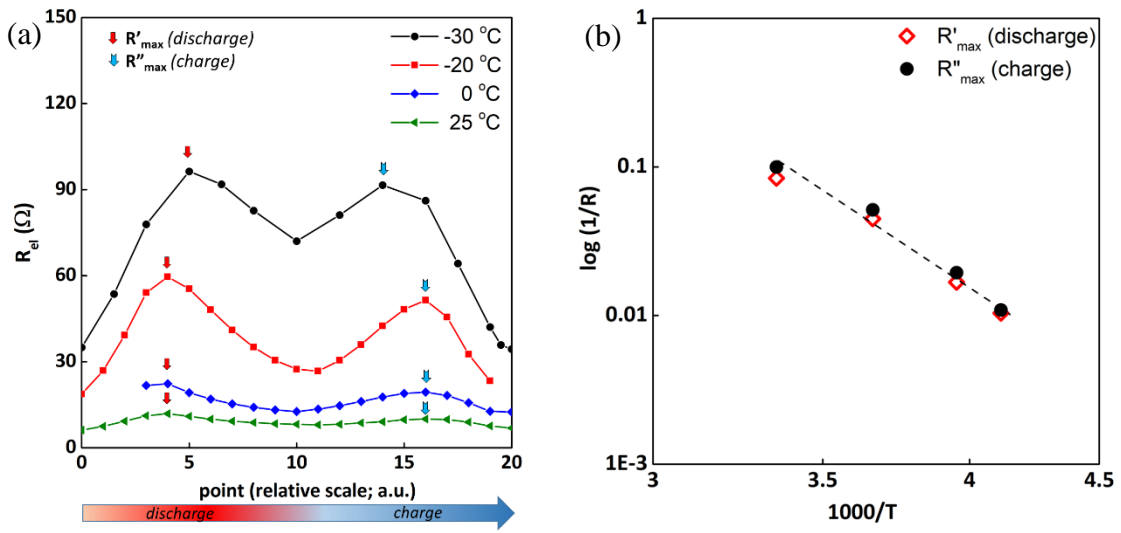 (a)
150
120
90
60
30
0
R_el (Ω)
R'max (discharge)
R"max (charge)
-30 °C
-20 °C
0 °C
25 °C
0 5 10 15 20
point (relative scale; a.u.)
discharge charge
(b)
1
0.1
0.01
1E-3
log (1/R)
R'max (discharge)
R"max (charge)
3 3.5 4 4.5
1000/T